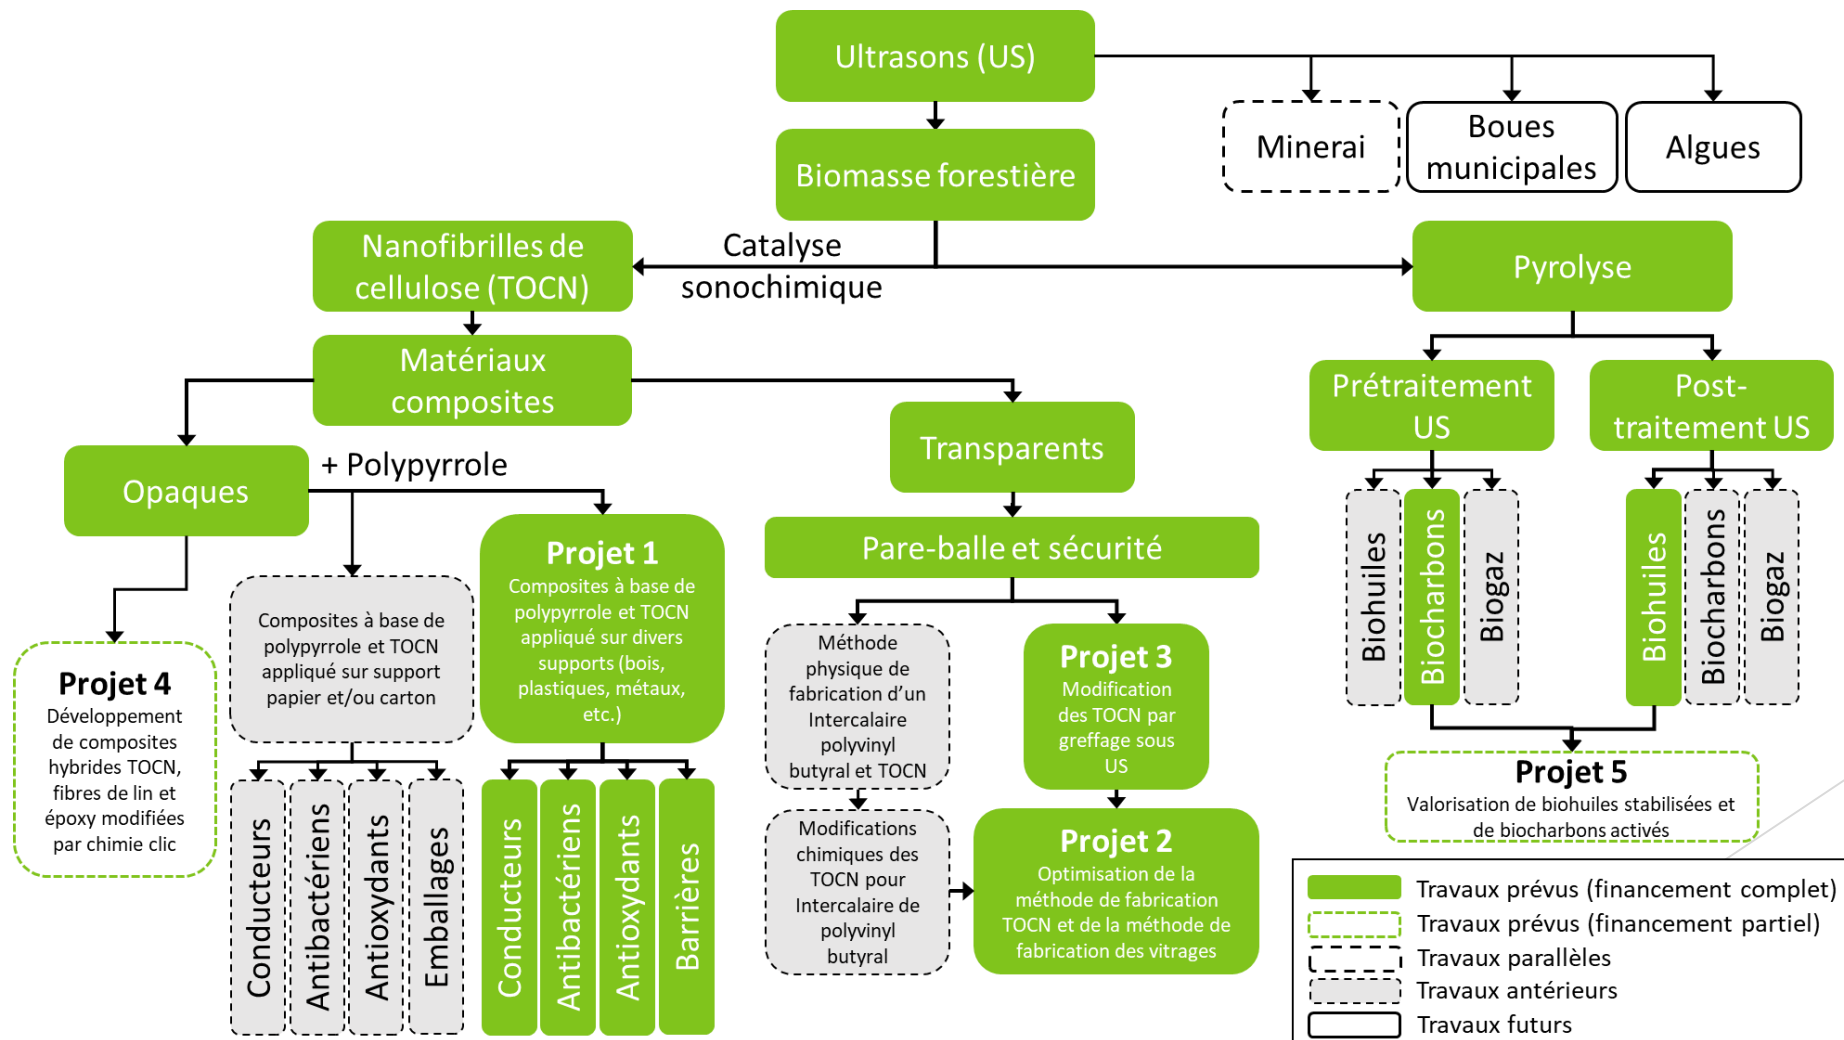 Ultrasons (US)
Minerai
Boues
municipales
Algues
Biomasse forestière
Nanofibrilles de
cellulose (TOCN)
Catalyse
sonochimique
Pyrolyse
Matériaux
composites
Prétraitement
US
Post-
traitement US
Opaques
+ Polypyrrole
Transparents
Biohuiles
Biocharbons
Biogaz
Biohuiles
Biocharbons
Biogaz
Projet 1
Composites à base de
polypyrrole et TOCN
appliqué sur divers
supports (bois,
plastiques, métaux,
etc.)
Pare-balle et sécurité
Composites à base de
polypyrrole et TOCN
appliqué sur support
papier et/ou carton
Projet 4
Développement
de composites
hybrides TOCN,
fibres de lin et
époxy modifiées
par chimie clic
Méthode
physique de
fabrication d'un
Intercalaire
polyvinyl
butyral et TOCN
Projet 3
Modification
des TOCN par
greffage sous
US
Projet 5
Valorisation de biohuiles stabilisées et
de biocharbons activés
Conducteurs
Antibactériens
Antioxydants
Emballages
Conducteurs
Antibactériens
Antioxydants
Barrières
Modifications
chimiques des
TOCN pour
Intercalaire de
polyvinyl
butyral
Projet 2
Optimisation de la
méthode de fabrication
TOCN et de la méthode de
fabrication des vitrages
Travaux prévus (financement complet)
Travaux prévus (financement partiel)
Travaux parallèles
Travaux antérieurs
Travaux futurs